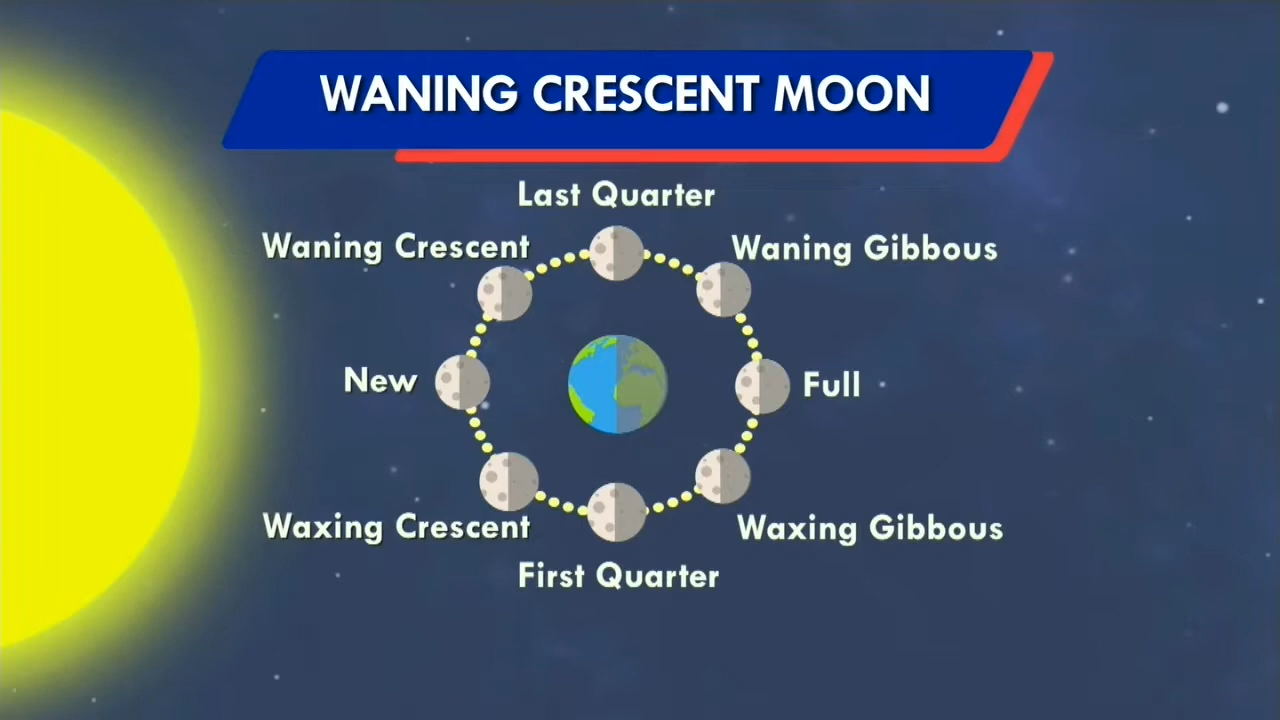 WANING CRESCENT MOON
Last Quarter
Waning Crescent
Waning Gibbous
New
Full
Waxing Crescent
Waxing Gibbous
First Quarter